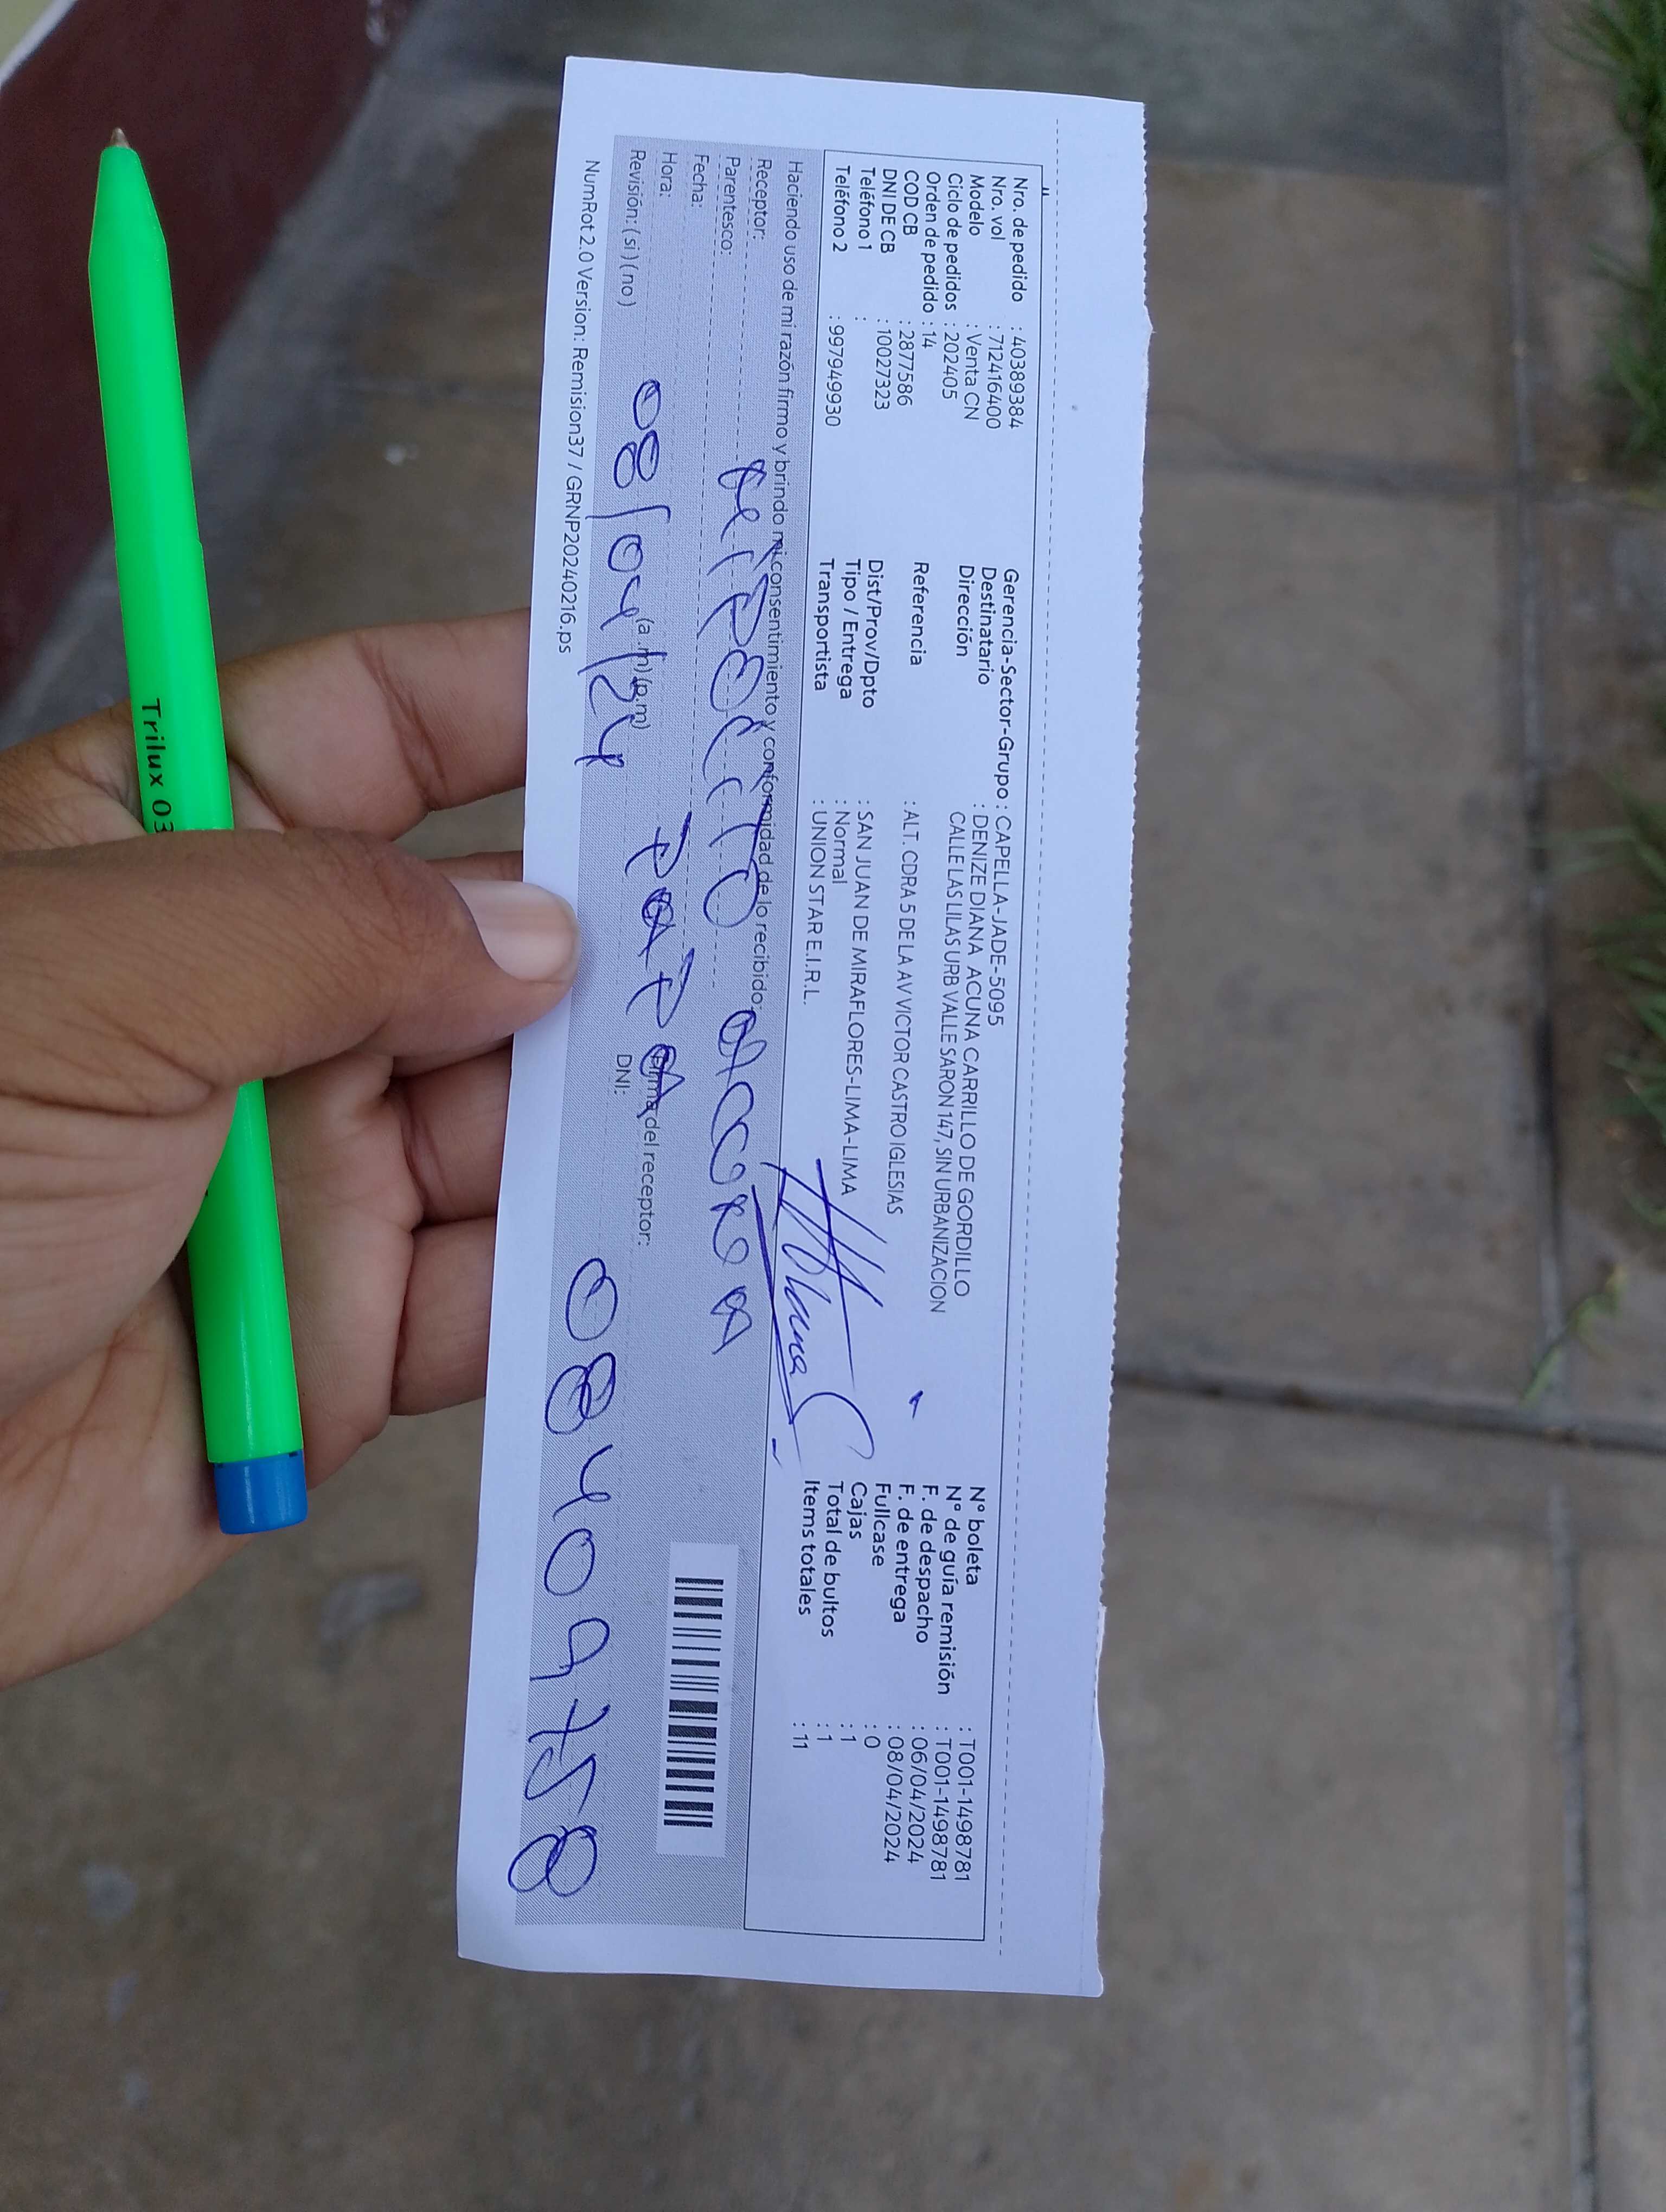 Nro. de pedido : 40389384
Nro. vol : 712416400
Modelo : Venta CN
Ciclo de pedidos : 202405
Orden de pedido : 14
COD CB : 2877586
DNI DE CB : 10027323
Teléfono 1 :
Teléfono 2 : 997949930
Gerencia-Sector-Grupo : CAPELLA-JADE-5095
Destinatario : DENIZE DIANA ACUNA CARRILLO DE GORDILLO
Dirección CALLE LAS LILAS URB VALLE SARON 147, SIN URBANIZACION
Referencia : ALT. CDRA 5 DE LA AV VICTOR CASTRO IGLESIAS
Dist/Prov/Dpto : SAN JUAN DE MIRAFLORES-LIMA-LIMA
Tipo / Entrega : Normal
Transportista : UNION STAR E.I.R.L.
N° boleta : T001-1498781
N° de guía remisión : T001-1498781
F. de despacho : 06/04/2024
F. de entrega : 08/04/2024
Fullcase : 0
Cajas : 1
Total de bultos : 1
Items totales : 11
Haciendo uso de mi razón firmo y brindo mi consentimiento y conformidad de lo recibido:
Receptor:
Parentesco:
Fecha:
Hora: (a.m)(p.m)
Revisión: ( si ) ( no )
08/04/24
Firma del receptor:
DNI:
08409758
NumRot 2.0 Version: Remision37 / GRNP20240216.ps
Trilux 03